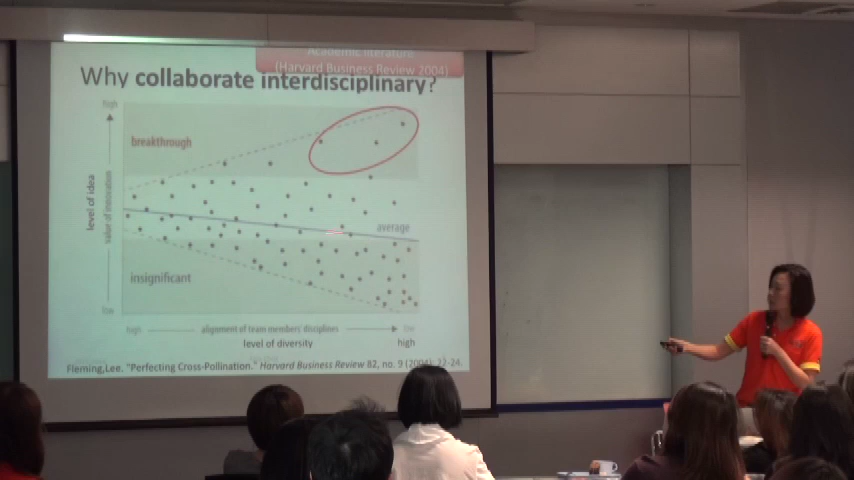 Academic literature
(Harvard Business Review 2004)
Why collaborate interdisciplinary?
high
breakthrough
level of idea
value of innovation
average
insignificant
low
high alignment of team members' disciplines low
level of diversity high
Fleming,Lee. "Perfecting Cross-Pollination." Harvard Business Review 82, no. 9 (2004): 22-24.